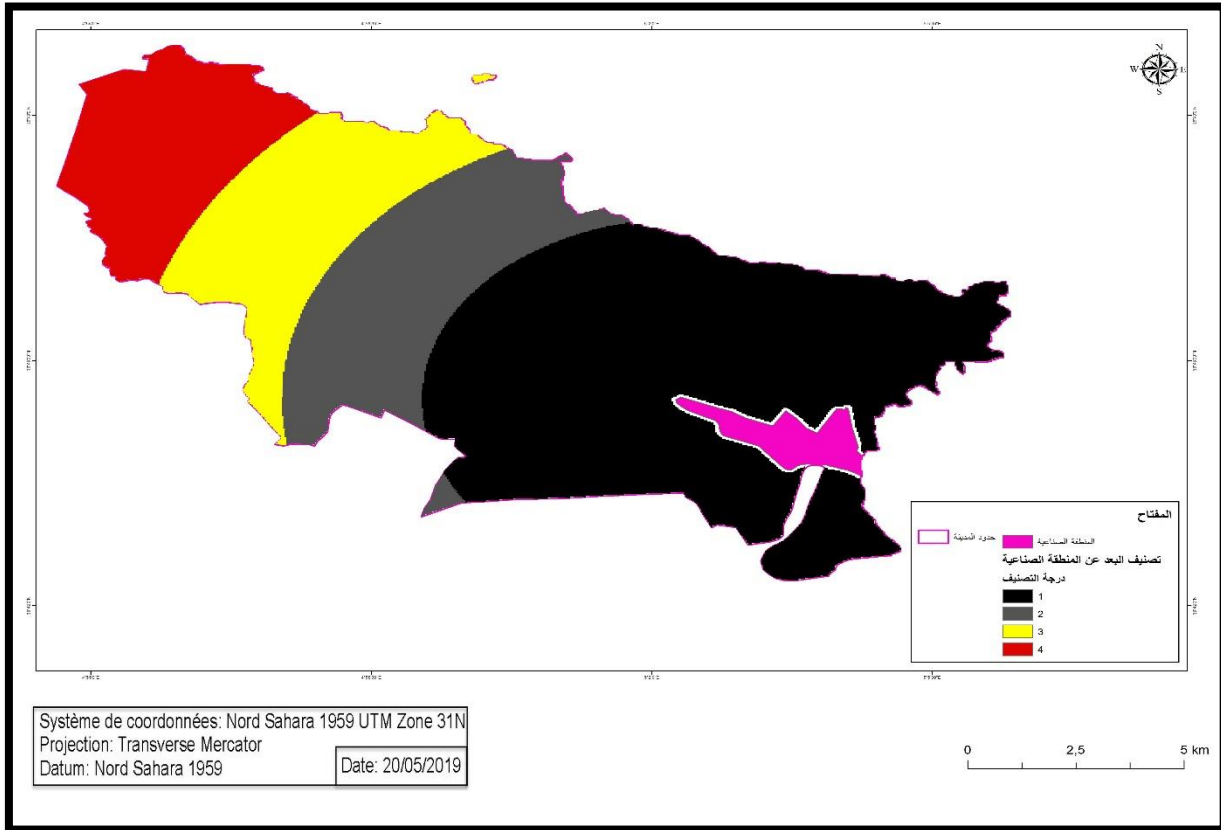 N
W E
S
المفتاح
المنطقة الصناعية
حدود المدينة
تصنيف البعد عن المنطقة الصناعية
درجة التصنيف
1
2
3
4
Système de coordonnées: Nord Sahara 1959 UTM Zone 31N
Projection: Transverse Mercator
Datum: Nord Sahara 1959
Date: 20/05/2019
0 2,5 5 km